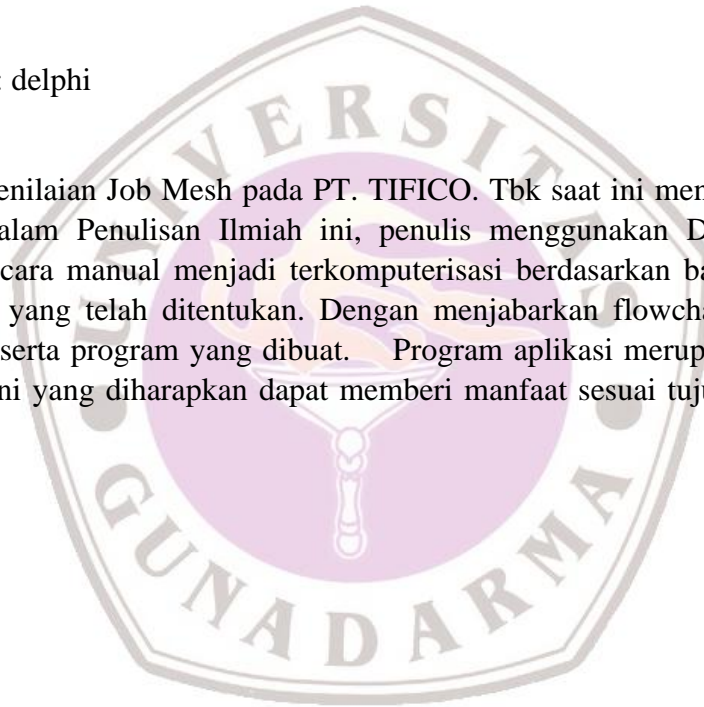 : delphi
enilaian Job Mesh pada PT. TIFICO. Tbk saat ini men
alam Penulisan Ilmiah ini, penulis menggunakan D
cara manual menjadi terkomputerisasi berdasarkan ba
yang telah ditentukan. Dengan menjabarkan flowcha
serta program yang dibuat. Program aplikasi merup
ni yang diharapkan dapat memberi manfaat sesuai tuju
UNIVERSITAS
GUNADARMA